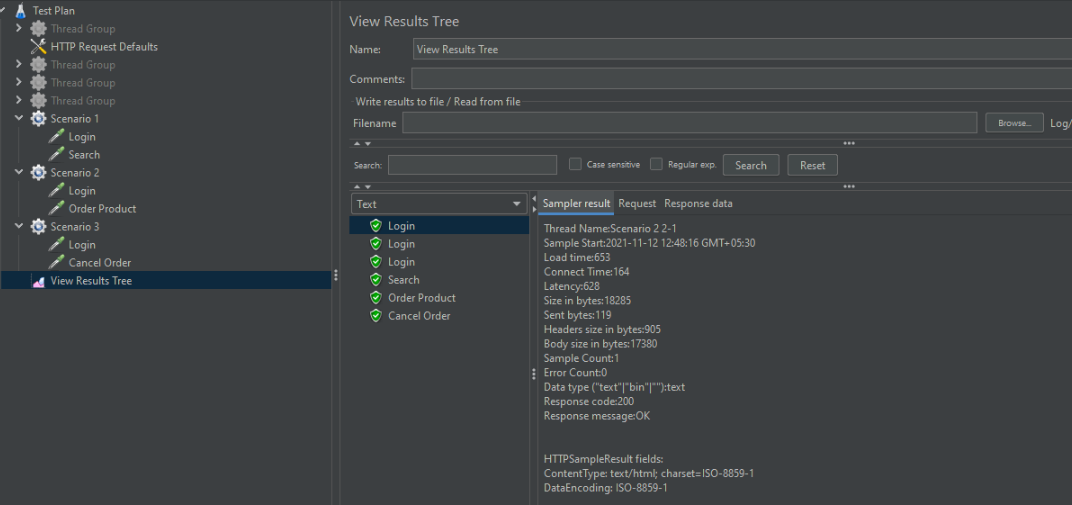 Test Plan
Thread Group
HTTP Request Defaults
Thread Group
Thread Group
Thread Group
Scenario 1
Login
Search
Scenario 2
Login
Order Product
Scenario 3
Login
Cancel Order
View Results Tree
View Results Tree
Name: View Results Tree
Comments:
Write results to file / Read from file
Filename Browse... Log/
Search: Case sensitive Regular exp. Search Reset
Text
Login
Login
Login
Search
Order Product
Cancel Order
Sampler result Request Response data
Thread Name:Scenario 2 2-1
Sample Start:2021-11-12 12:48:16 GMT+05:30
Load time:653
Connect Time:164
Latency:628
Size in bytes:18285
Sent bytes:119
Headers size in bytes:905
Body size in bytes:17380
Sample Count:1
Error Count:0
Data type ("text"|"bin"|""):text
Response code:200
Response message:OK
HTTPSampleResult fields:
ContentType: text/html; charset=ISO-8859-1
DataEncoding: ISO-8859-1